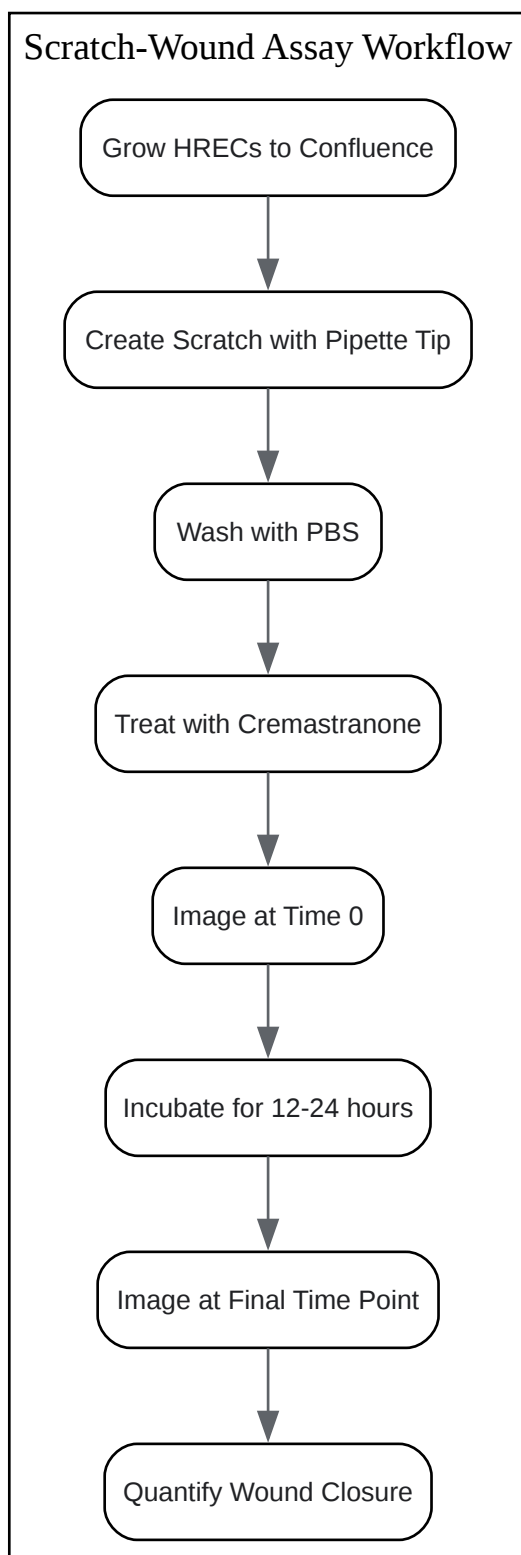 Scratch-Wound Assay Workflow
Grow HRECs to Confluence
Create Scratch with Pipette Tip
Wash with PBS
Treat with Cremastranone
Image at Time 0
Incubate for 12-24 hours
Image at Final Time Point
Quantify Wound Closure